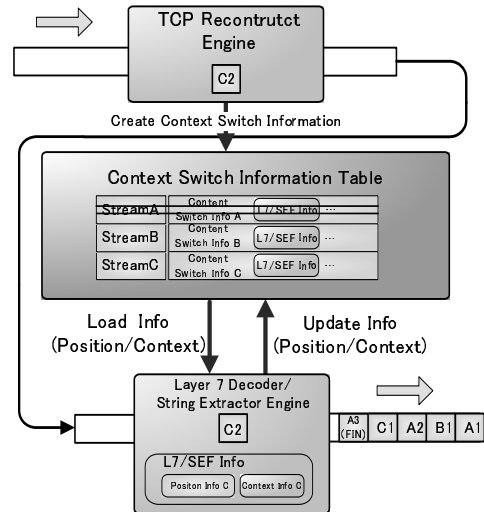 TCP Recontrutct
Engine
C2
Create Context Switch Information
Context Switch Information Table
StreamA
Content
Switch Info A
L7/SEF Info
...
StreamB
Content
Switch Info B
L7/SEF Info
...
StreamC
Content
Switch Info C
L7/SEF Info
...
Load Info
(Position/Context)
Update Info
(Position/Context)
Layer 7 Decoder/
String Extractor Engine
C2
A3
(FIN)
C1
A2
B1
A1
L7/SEF Info
Positon Info C
Context Info C